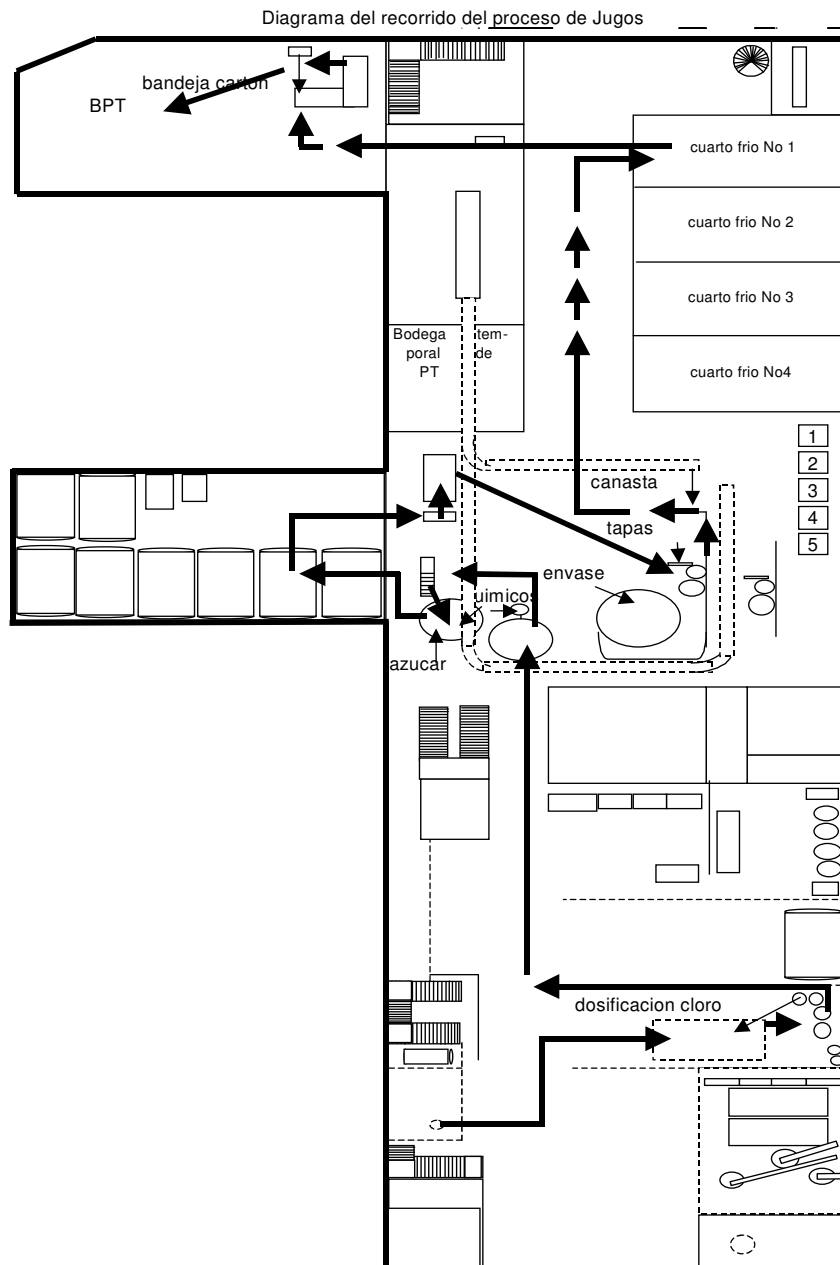 Diagrama del recorrido del proceso de Jugos
bandeja carton
BPT
cuarto frio No 1
cuarto frio No 2
cuarto frio No 3
cuarto frio No4
Bodega tem-
poral de
PT
1
2
3
4
5
canasta
tapas
envase
uimicos
azucar
dosificacion cloro